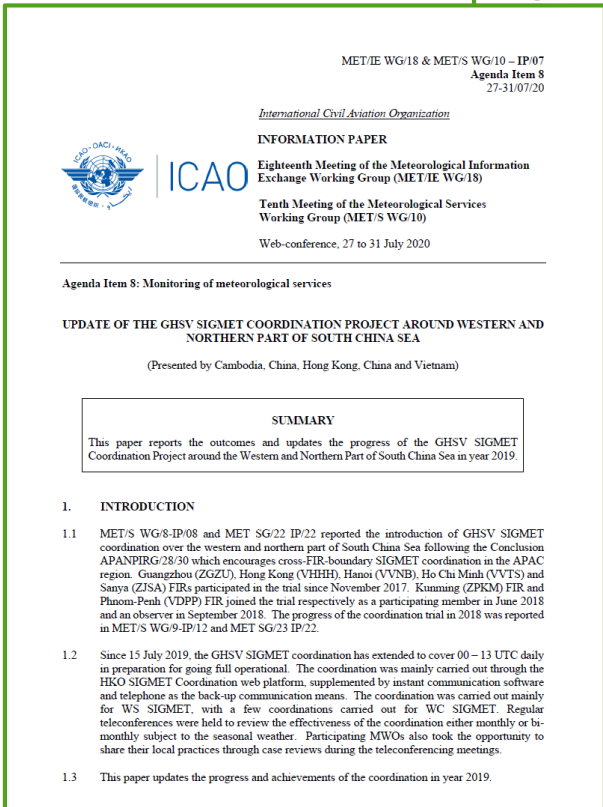 MET/IE WG/18 & MET/S WG/10 – IP/07
Agenda Item 8
27-31/07/20
International Civil Aviation Organization
INFORMATION PAPER
ICAO · OACI · ИКАО
ICAO
Eighteenth Meeting of the Meteorological Information
Exchange Working Group (MET/IE WG/18)
Tenth Meeting of the Meteorological Services
Working Group (MET/S WG/10)
Web-conference, 27 to 31 July 2020
Agenda Item 8: Monitoring of meteorological services
UPDATE OF THE GHSV SIGMET COORDINATION PROJECT AROUND WESTERN AND
NORTHERN PART OF SOUTH CHINA SEA
(Presented by Cambodia, China, Hong Kong, China and Vietnam)
SUMMARY
This paper reports the outcomes and updates the progress of the GHSV SIGMET
Coordination Project around the Western and Northern Part of South China Sea in year 2019.
1. INTRODUCTION
1.1 MET/S WG/8-IP/08 and MET SG/22 IP/22 reported the introduction of GHSV SIGMET
coordination over the western and northern part of South China Sea following the Conclusion
APANPIRG/28/30 which encourages cross-FIR-boundary SIGMET coordination in the APAC
region. Guangzhou (ZGZU), Hong Kong (VHHH), Hanoi (VVNB), Ho Chi Minh (VVTS) and
Sanya (ZJSA) FIRs participated in the trial since November 2017. Kunming (ZPKM) FIR and
Phnom-Penh (VDPP) FIR joined the trial respectively as a participating member in June 2018
and an observer in September 2018. The progress of the coordination trial in 2018 was reported
in MET/S WG/9-IP/12 and MET SG/23 IP/22.
1.2 Since 15 July 2019, the GHSV SIGMET coordination has extended to cover 00 – 13 UTC daily
in preparation for going full operational. The coordination was mainly carried out through the
HKO SIGMET Coordination web platform, supplemented by instant communication software
and telephone as the back-up communication means. The coordination was carried out mainly
for WS SIGMET, with a few coordinations carried out for WC SIGMET. Regular
teleconferences were held to review the effectiveness of the coordination either monthly or bi-
monthly subject to the seasonal weather. Participating MWOs also took the opportunity to
share their local practices through case reviews during the teleconferencing meetings.
1.3 This paper updates the progress and achievements of the coordination in year 2019.